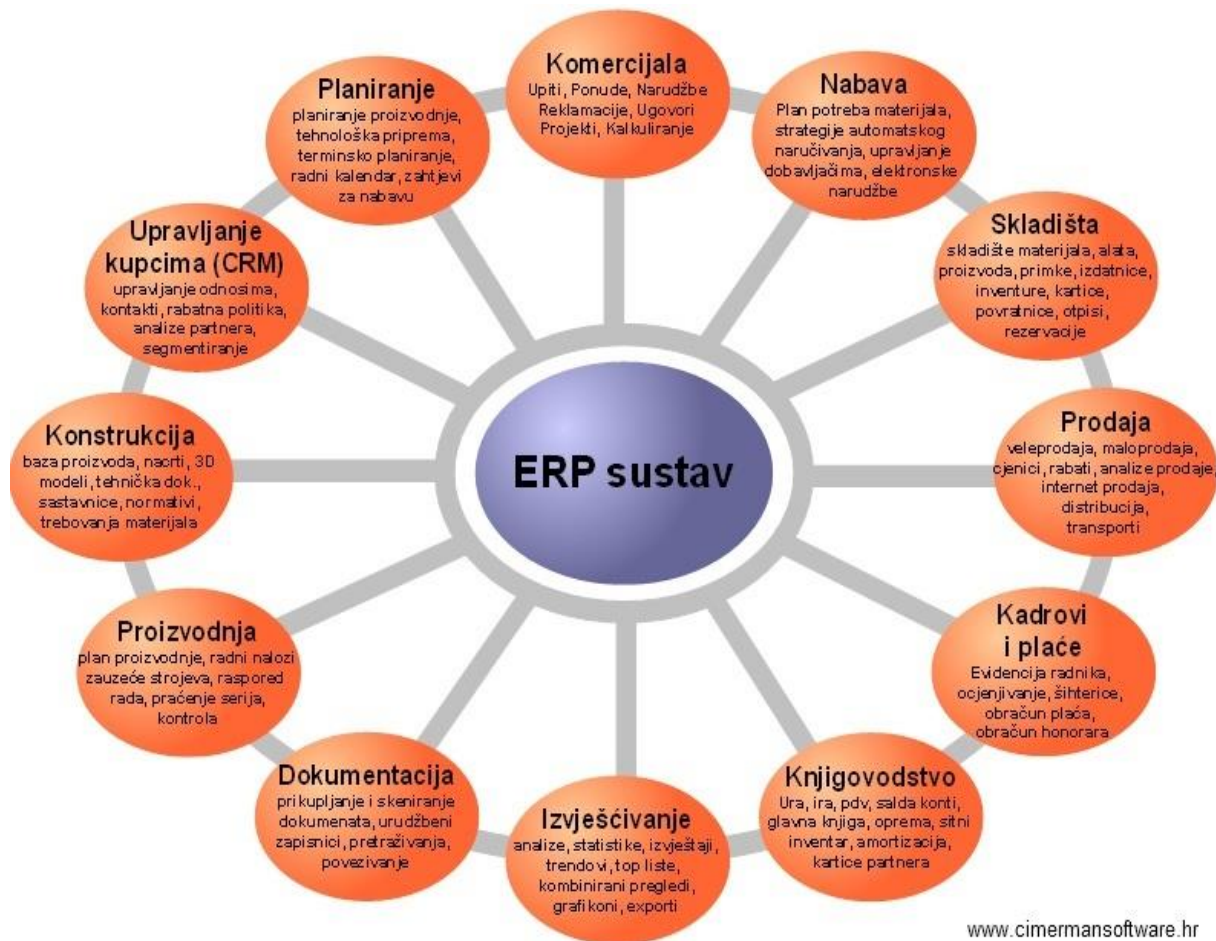 Komercijala
Upiti, Ponude, Narudžbe
Reklamacije, Ugovori
Projekti, Kalkuliranje
Nabava
Plan potreba materijala,
strategije automatskog
naručivanja, upravljanje
dobavljačima, elektronske
narudžbe
Skladišta
skladište materijala, alata,
proizvoda, primke, izdatnice,
inventure, kartice,
povratnice, otpisi,
rezervacije
Prodaja
veleprodaja, maloprodaja,
cjenici, rabati, analize prodaje,
internet prodaja,
distribucija,
transporti
Kadrovi
i plaće
Evidencija radnika,
ocjenjivanje, šihterice,
obračun plaća,
obračun honorara
Knjigovodstvo
Ura, ira, pdv, salda konti,
glavna knjiga, oprema, sitni
inventar, amortizacija,
kartice partnera
Izvješćivanje
analize, statistike, izvještaji,
trendovi, top liste,
kombinirani pregledi,
grafikoni, exporti
Dokumentacija
prikupljanje i skeniranje
dokumenata, urudžbeni
zapisnici, pretraživanja,
povezivanje
Proizvodnja
plan proizvodnje, radni nalozi
zauzeće strojeva, raspored
rada, praćenje serija,
kontrola
Konstrukcija
baza proizvoda, nacrti, 3D
modeli, tehnička dok.,
sastavnice, normativi,
trebovanja materijala
Upravljanje
kupcima (CRM)
upravljanje odnosima,
kontakti, rabatna politika,
analize partnera,
segmentiranje
Planiranje
planiranje proizvodnje,
tehnološka priprema,
terminsko planiranje,
radni kalendar, zahtjevi
za nabavu
ERP sustav
www.cimermansoftware.hr